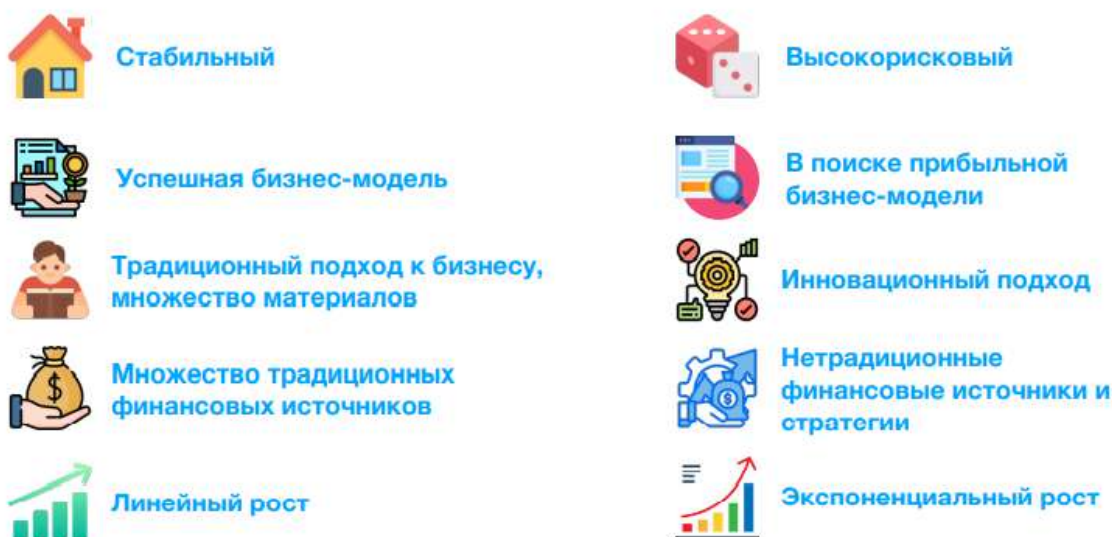 Стабильный
Высокорисковый
Успешная бизнес-модель
В поиске прибыльной
бизнес-модели
Традиционный подход к бизнесу,
множество материалов
Инновационный подход
Множество традиционных
финансовых источников
Нетрадиционные
финансовые источники и
стратегии
Линейный рост
Экспоненциальный рост